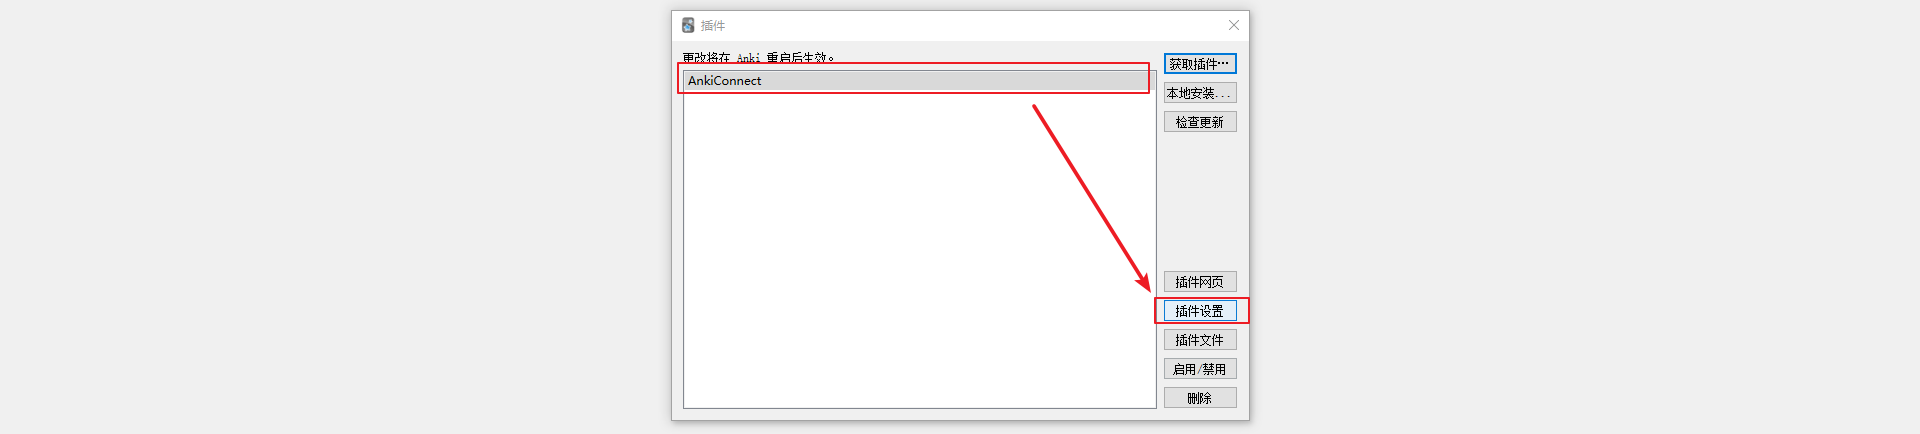 插件
更改将在 Anki 重启后生效。
AnkiConnect
获取插件…
本地安装...
检查更新
插件网页
插件设置
插件文件
启用/禁用
删除